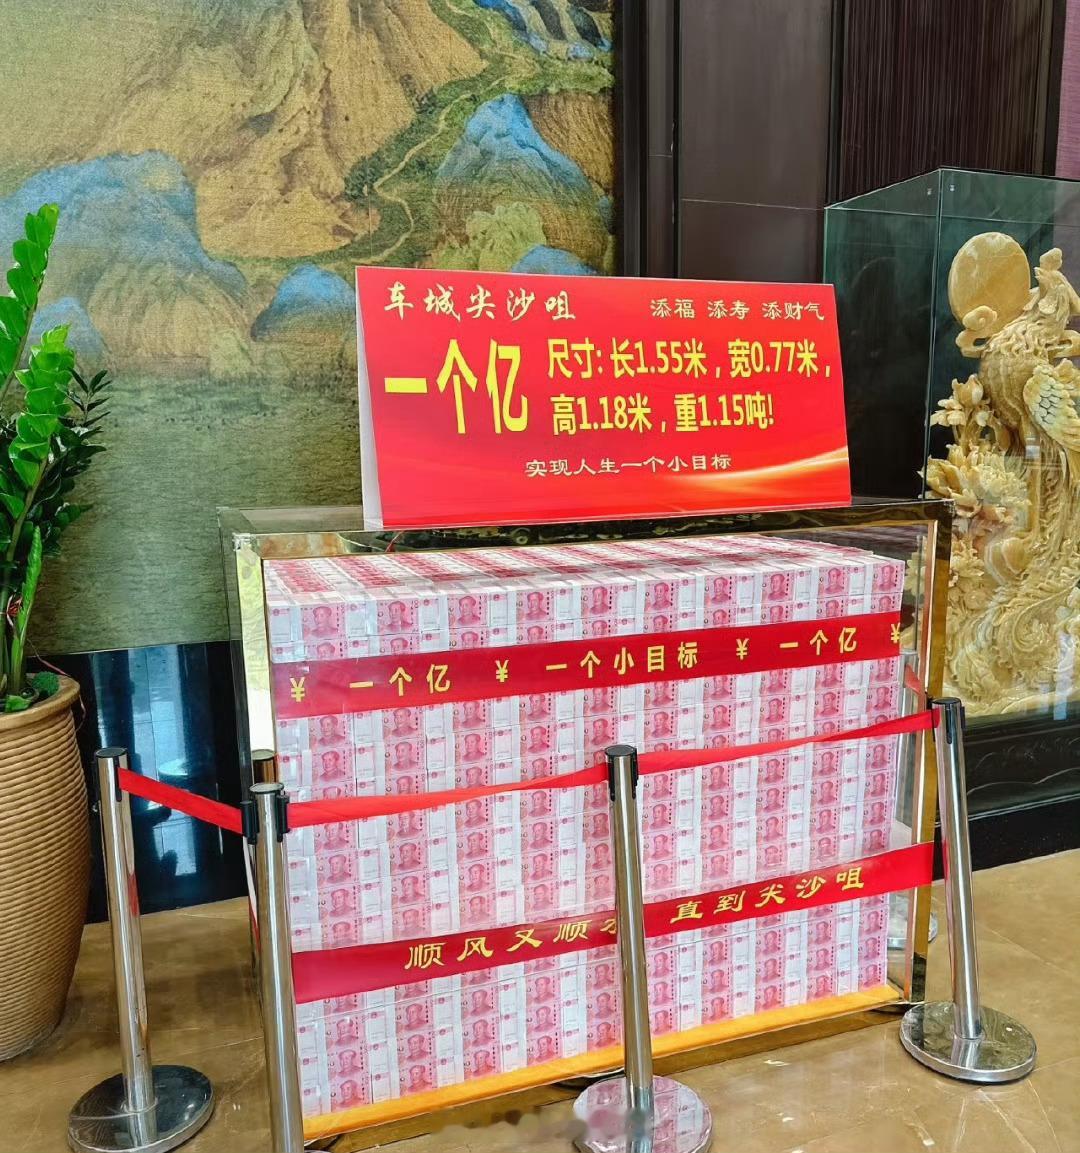 车城尖沙咀
添福 添寿 添财气
一个亿
尺寸: 长1.55米，宽0.77米，
高1.18米，重1.15吨!
实现人生一个小目标
¥ 一个亿 ¥ 一个小目标 ¥ 一个亿 ¥
顺风又顺 直到尖沙咀